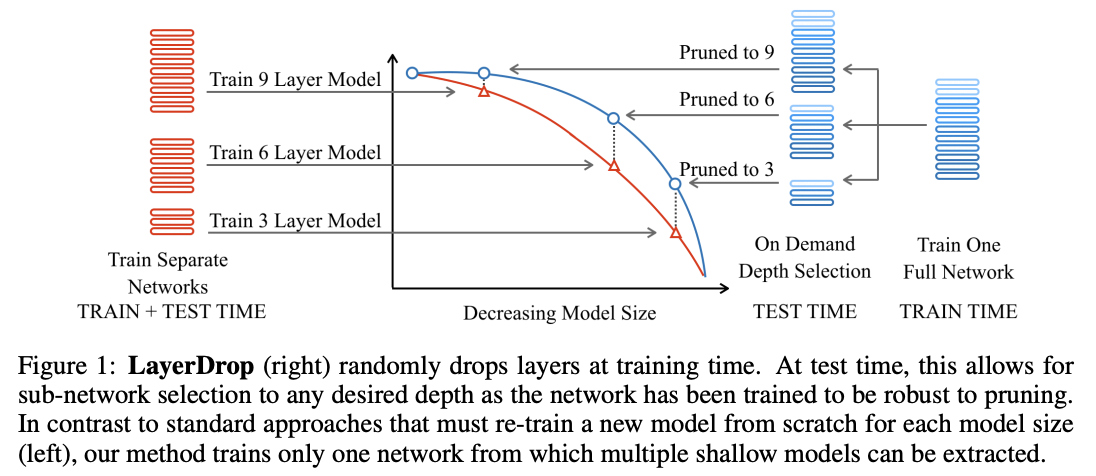 Train 9 Layer Model
Train 6 Layer Model
Train 3 Layer Model
Train Separate
Networks
TRAIN + TEST TIME
Decreasing Model Size
Pruned to 9
Pruned to 6
Pruned to 3
On Demand
Depth Selection
TEST TIME
Train One
Full Network
TRAIN TIME
Figure 1: LayerDrop (right) randomly drops layers at training time. At test time, this allows for
sub-network selection to any desired depth as the network has been trained to be robust to pruning.
In contrast to standard approaches that must re-train a new model from scratch for each model size
(left), our method trains only one network from which multiple shallow models can be extracted.